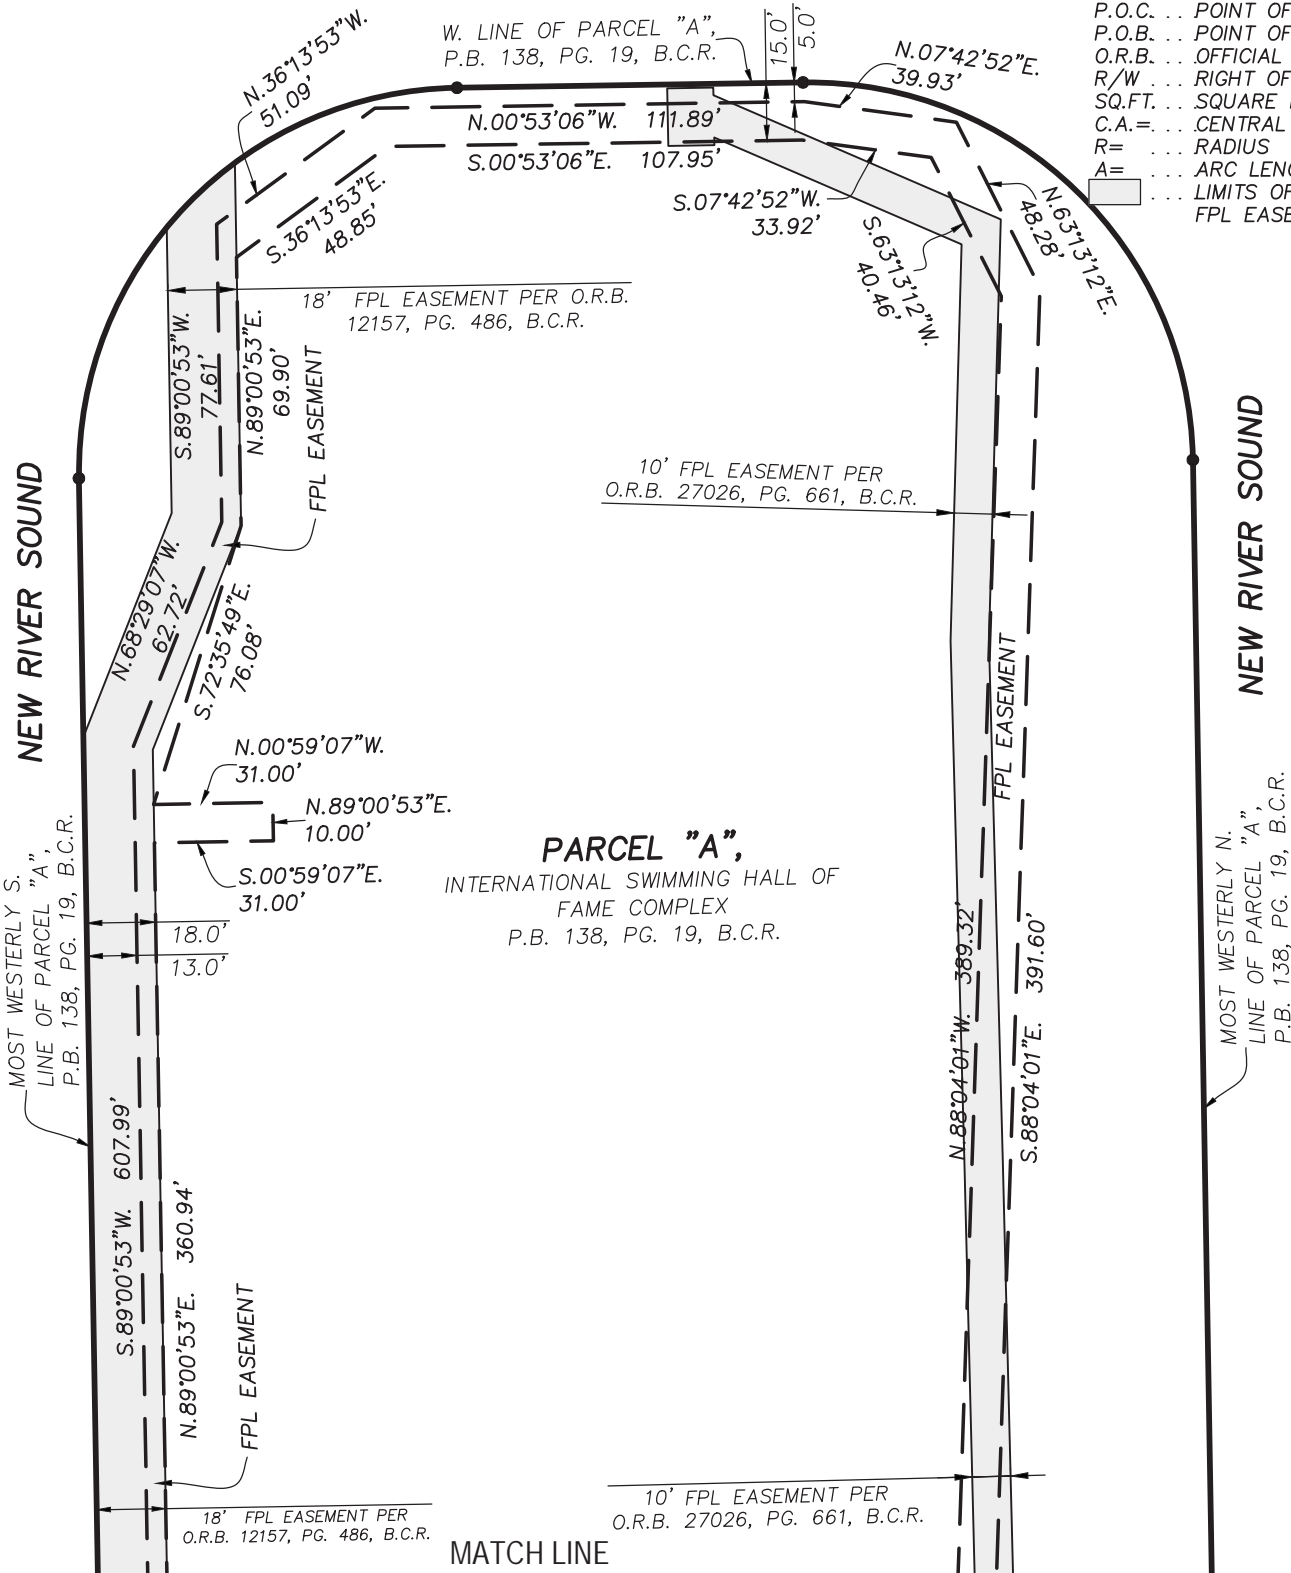 P.O.C. . . . POINT OF
P.O.B. . . . POINT OF
O.R.B. . . . OFFICIAL
R/W . . . RIGHT OF
SQ.FT. . . . SQUARE
C.A.= . . . CENTRAL
R= . . . RADIUS
A= . . . ARC LENG
. . . LIMITS OF
FPL EASE
W. LINE OF PARCEL "A",
P.B. 138, PG. 19, B.C.R.
15.0'
5.0'
N.36°13'53"W.
51.09'
N.07°42'52"E.
39.93'
N.00°53'06"W. 111.89'
S.00°53'06"E. 107.95'
S.36°13'53"E.
48.85'
S.07°42'52"W.
33.92'
N.63°13'12"E.
48.28'
S.63°13'12"W.
40.46'
18' FPL EASEMENT PER O.R.B.
12157, PG. 486, B.C.R.
S.89°00'53"W.
77.61'
N.89°00'53"E.
69.90'
FPL EASEMENT
10' FPL EASEMENT PER
O.R.B. 27026, PG. 661, B.C.R.
NEW RIVER SOUND
NEW RIVER SOUND
N.68°29'07"W.
62.72'
S.72°35'49"E.
76.08'
FPL EASEMENT
N.00°59'07"W.
31.00'
N.89°00'53"E.
10.00'
S.00°59'07"E.
31.00'
PARCEL "A",
INTERNATIONAL SWIMMING HALL OF
FAME COMPLEX
P.B. 138, PG. 19, B.C.R.
MOST WESTERLY S.
LINE OF PARCEL "A",
P.B. 138, PG. 19, B.C.R.
18.0'
13.0'
MOST WESTERLY N.
LINE OF PARCEL "A",
P.B. 138, PG. 19, B.C.R.
N.88°04'01"W. 389.32'
S.88°04'01"E. 391.60'
S.89°00'53"W. 607.99'
N.89°00'53"E. 360.94'
FPL EASEMENT
18' FPL EASEMENT PER
O.R.B. 12157, PG. 486, B.C.R.
10' FPL EASEMENT PER
O.R.B. 27026, PG. 661, B.C.R.
MATCH LINE